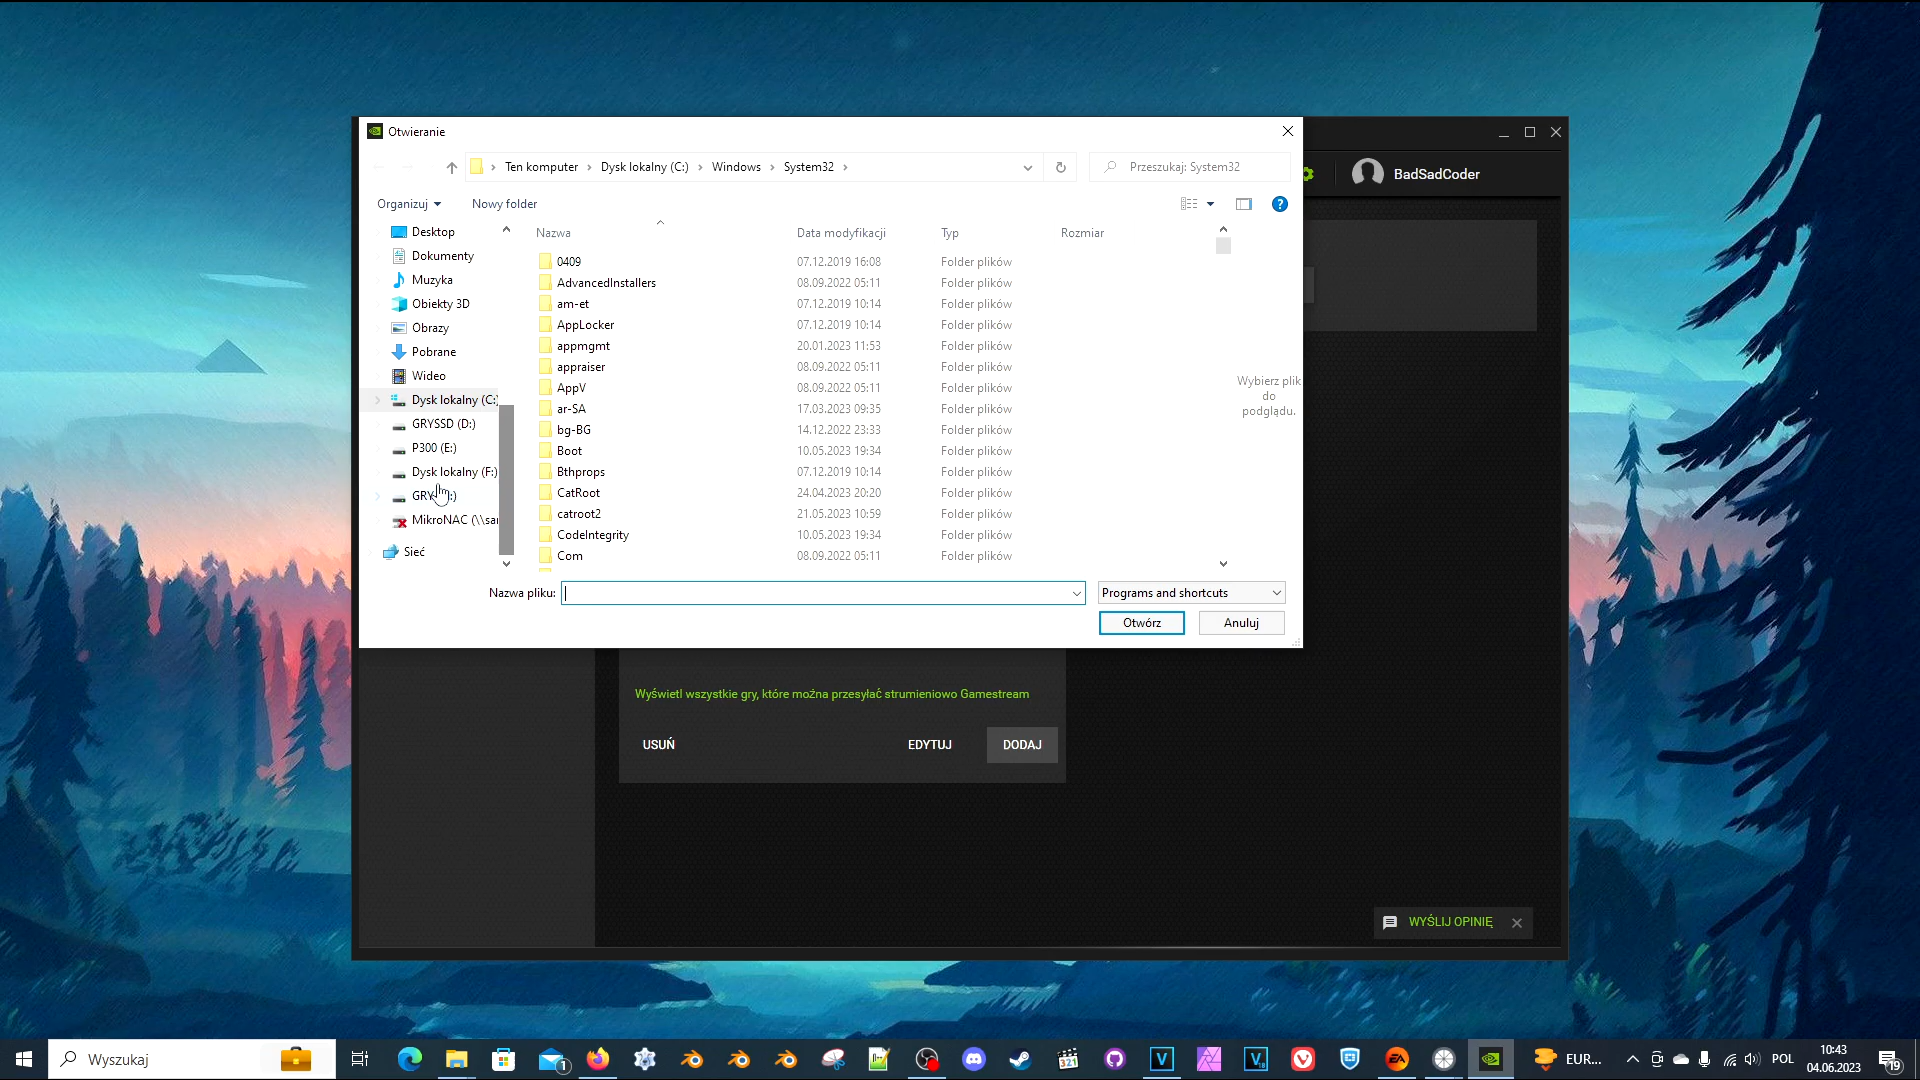 Otwieranie
Ten komputer
Dysk lokalny (C:)
Windows
System32
Przeszukaj: System32
BadSadCoder
Organizuj
Nowy folder
Desktop
Dokumenty
Muzyka
Obiekty 3D
Obrazy
Pobrane
Wideo
Dysk lokalny (C:)
GRYSSD (D:)
P300 (E:)
Dysk lokalny (F:)
MikroNAC (\\sar
Sieć
Nazwa Data modyfikacji Typ Rozmiar
0409 07.12.2019 16:08 Folder plików
AdvancedInstallers 08.09.2022 05:11 Folder plików
am-et 07.12.2019 10:14 Folder plików
AppLocker 07.12.2019 10:14 Folder plików
appmgmt 20.01.2023 11:53 Folder plików
appraiser 08.09.2022 05:11 Folder plików
AppV 08.09.2022 05:11 Folder plików
ar-SA 17.03.2023 09:35 Folder plików
bg-BG 14.12.2022 23:33 Folder plików
Boot 10.05.2023 19:34 Folder plików
Bthprops 07.12.2019 10:14 Folder plików
CatRoot 24.04.2023 20:20 Folder plików
catroot2 21.05.2023 10:59 Folder plików
CodeIntegrity 10.05.2023 19:34 Folder plików
Com 08.09.2022 05:11 Folder plików
Wybierz plik
do
podglądu.
Nazwa pliku:
Programs and shortcuts
Otwórz
Anuluj
Wyświetl wszystkie gry, które można przesyłać strumieniowo Gamestream
USUŃ
EDYTUJ
DODAJ
WYŚLIJ OPINIĘ
Wyszukaj
EUR...
POL
10:43
04.06.2023
19